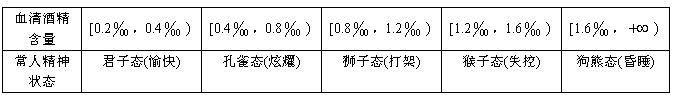 血清酒精含量 [0.2‰，0.4‰） [0.4‰，0.8‰） [0.8‰，1.2‰） [1.2‰，1.6‰） [1.6‰，+∞）
常人精神状态 君子态(愉快) 孔雀态(炫耀) 狮子态(打架) 猴子态(失控) 狗熊态(昏睡)